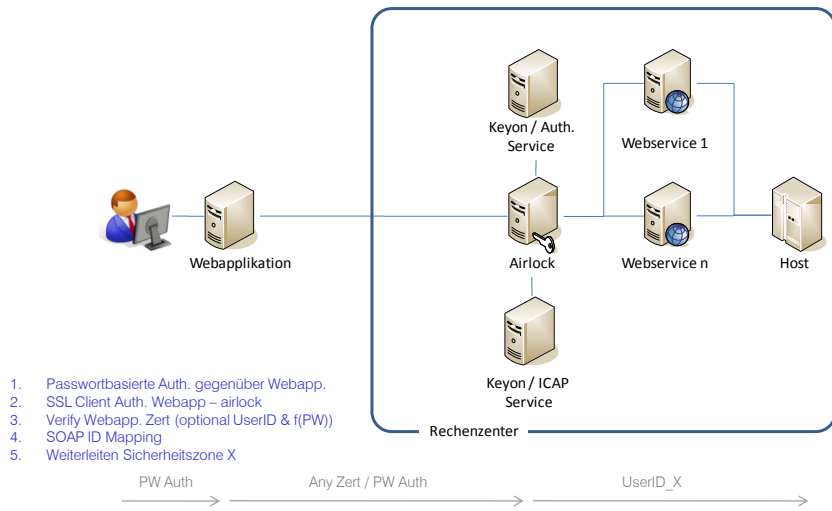 Keyon / Auth.
Service
Webservice 1
Webapplikation
Airlock
Webservice n
Host
Keyon / ICAP
Service
Rechenzenter
1. Passwortbasierte Auth. gegenüber Webapp.
2. SSL Client Auth. Webapp – airlock
3. Verify Webapp. Zert (optional UserID & f(PW))
4. SOAP ID Mapping
5. Weiterleiten Sicherheitszone X
PW Auth
Any Zert / PW Auth
UserID_X